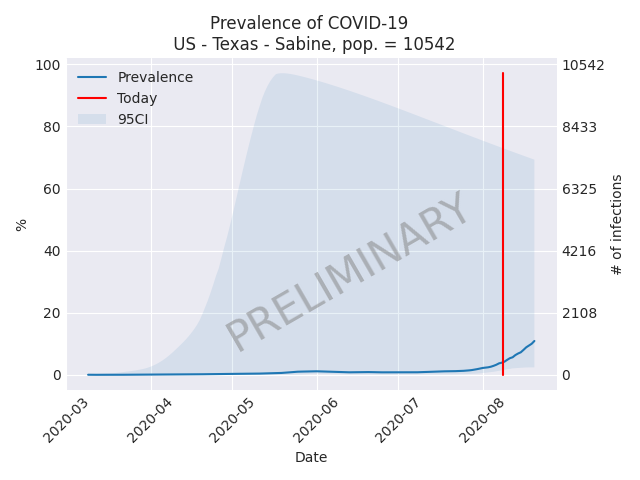 Prevalence of COVID-19
US - Texas - Sabine, pop. = 10542
Prevalence
Today
95CI
100
80
60
40
20
0
%
10542
8433
6325
4216
2108
0
# of infections
PRELIMINARY
2020-03
2020-04
2020-05
2020-06
2020-07
2020-08
Date